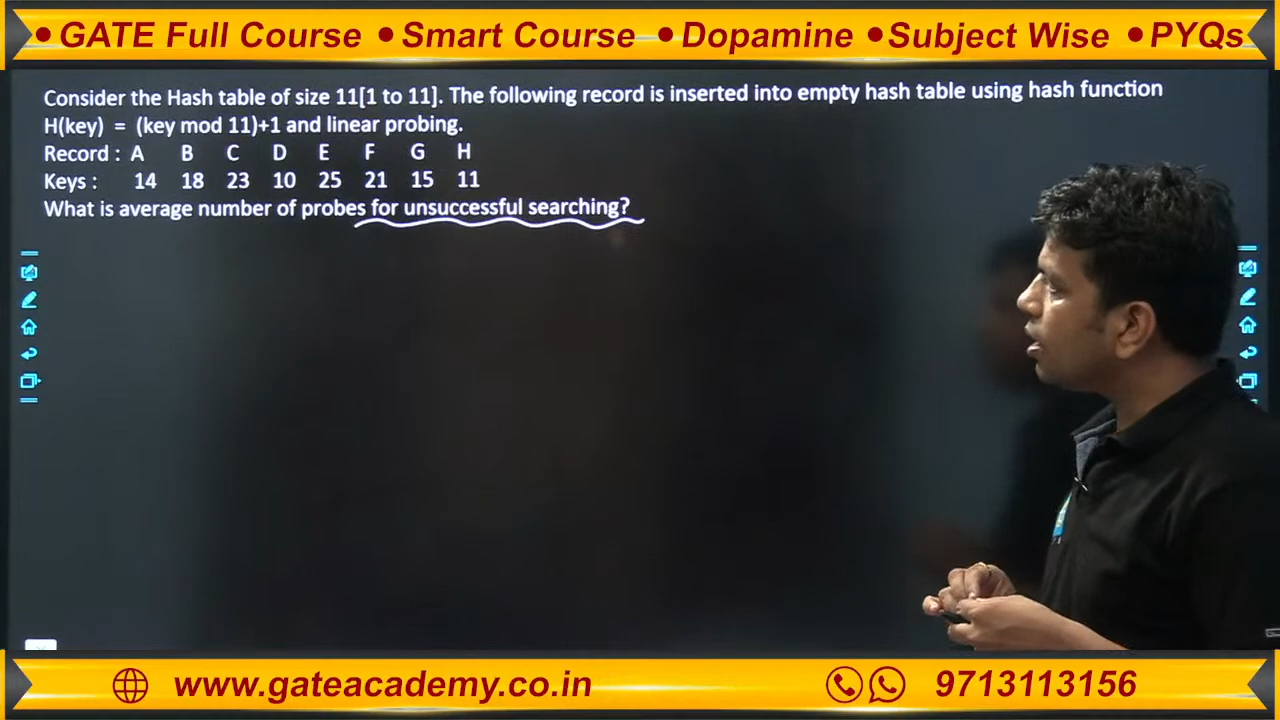 •GATE Full Course •Smart Course •Dopamine •Subject Wise •PYQs
Consider the Hash table of size 11[1 to 11]. The following record is inserted into empty hash table using hash function
H(key) = (key mod 11)+1 and linear probing.
Record : A B C D E F G H
Keys : 14 18 23 10 25 21 15 11
What is average number of probes for unsuccessful searching?
www.gateacademy.co.in
9713113156